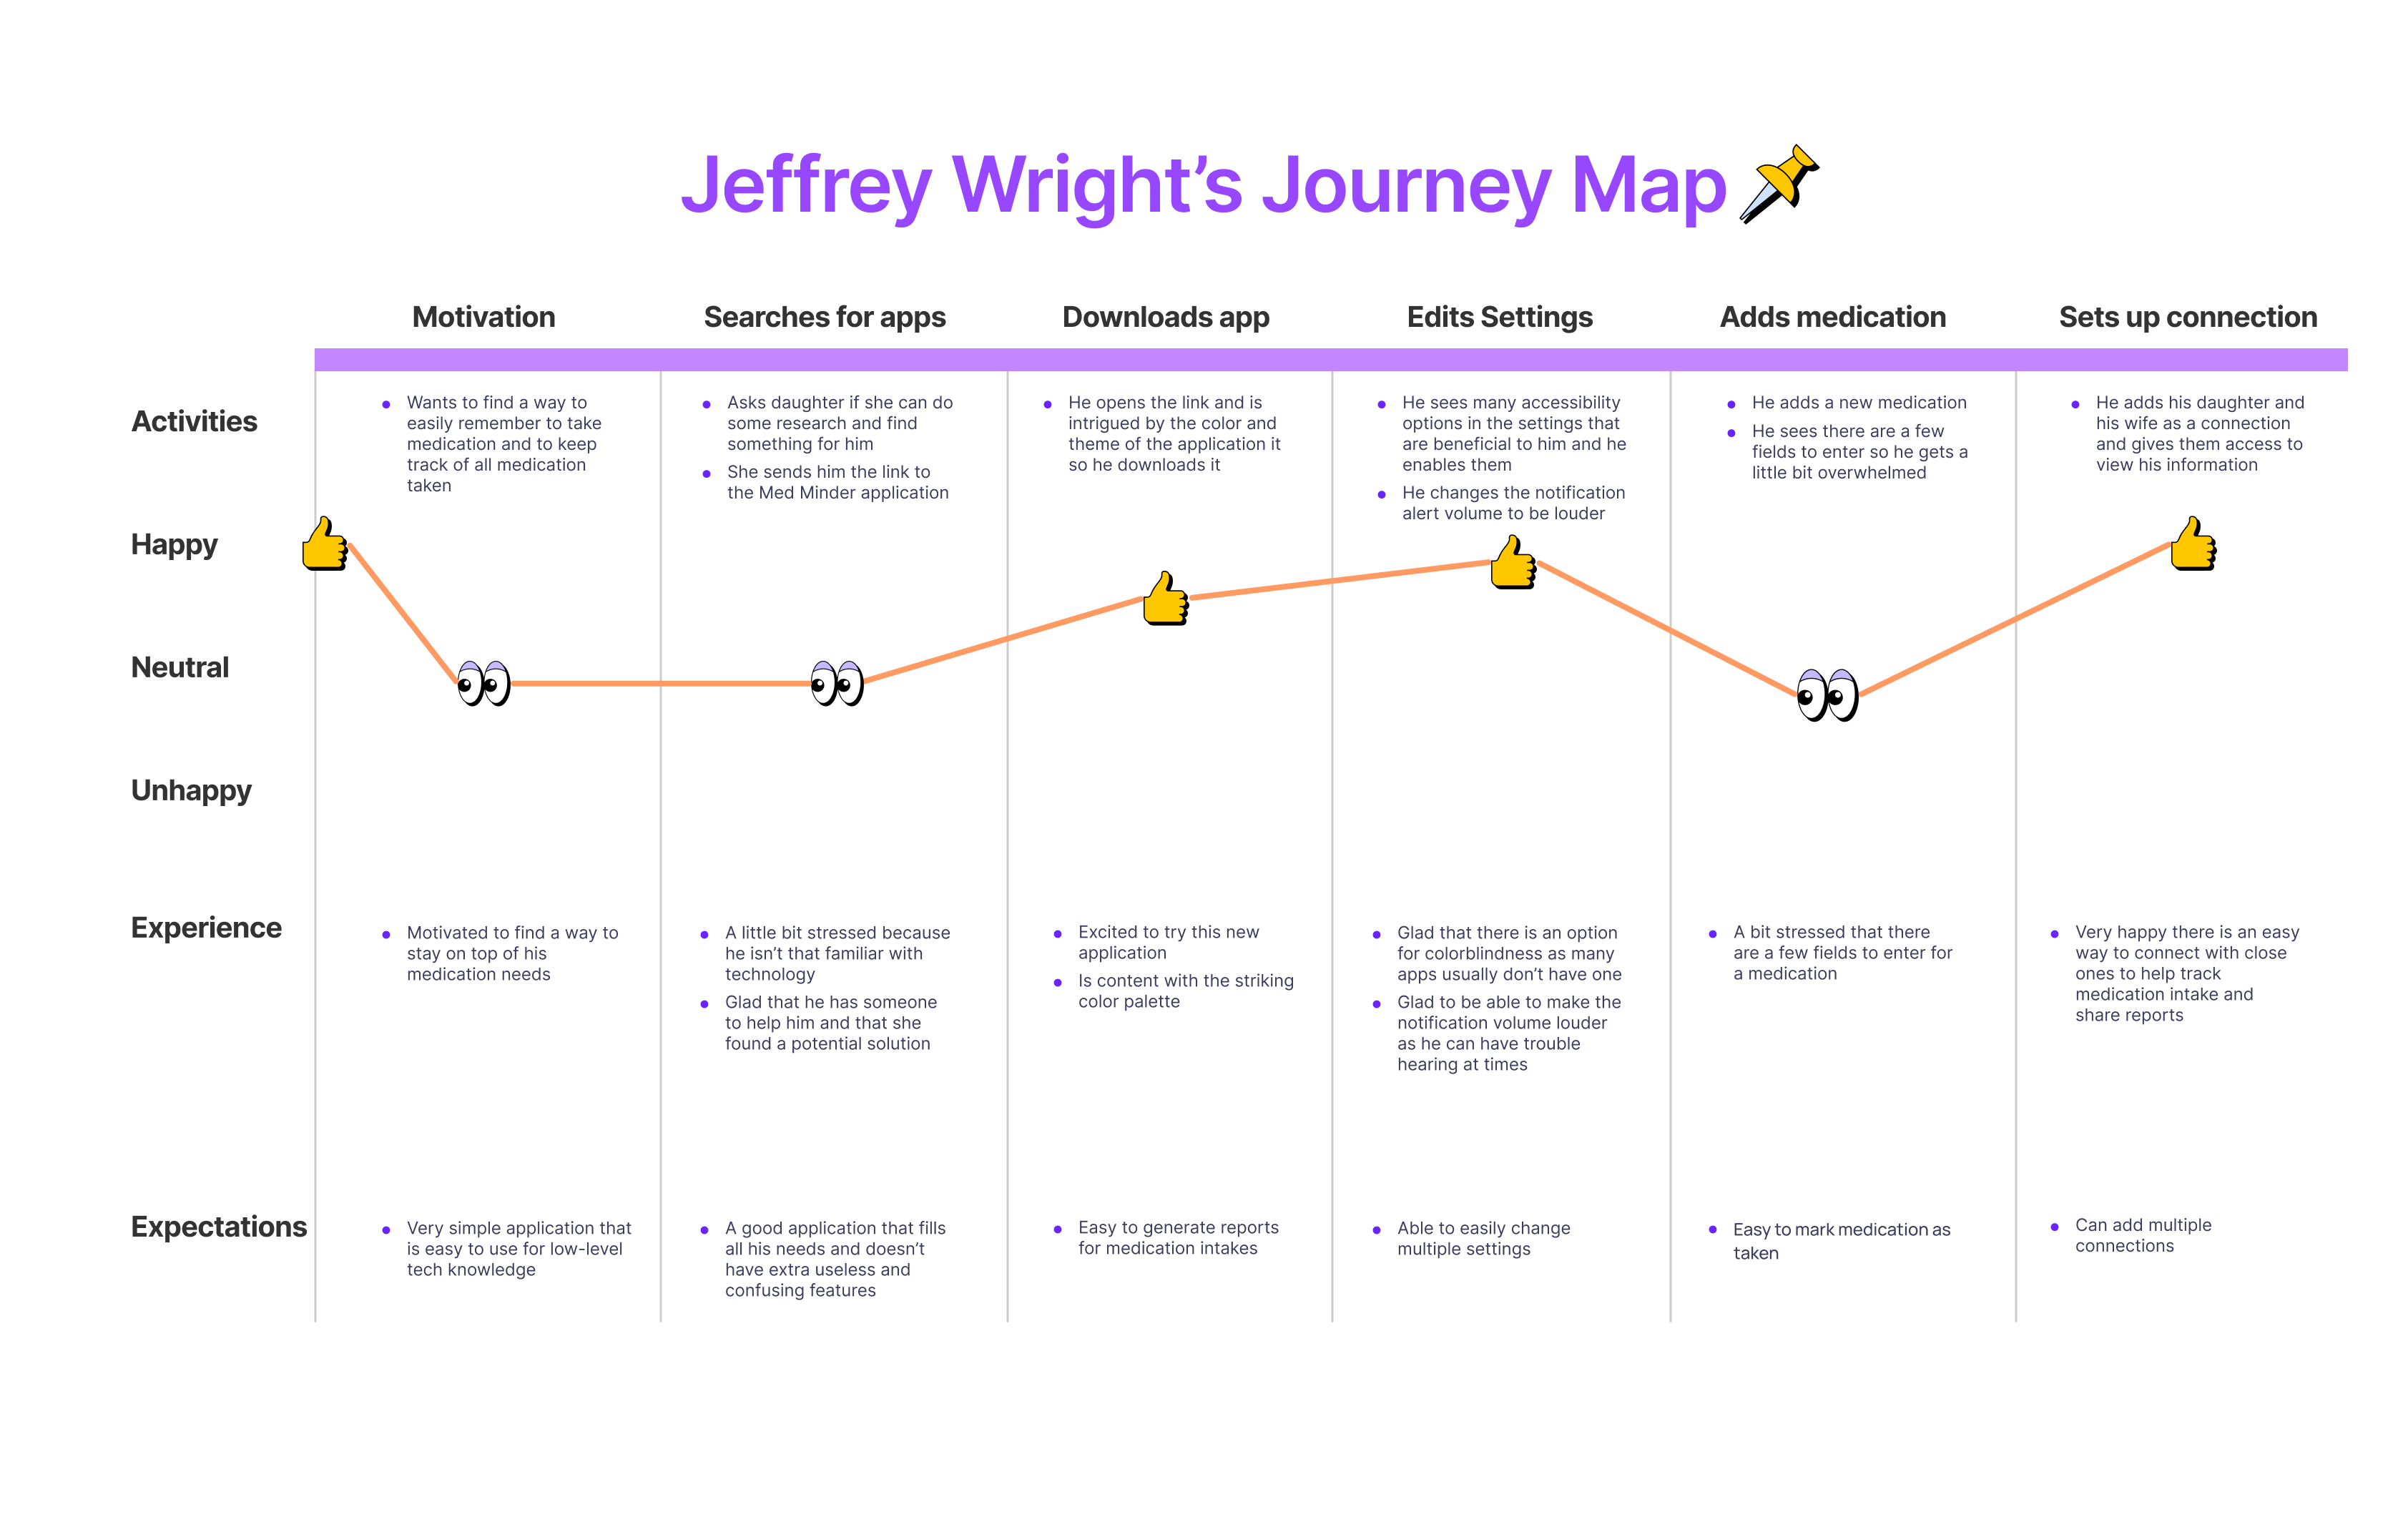 Jeffrey Wright’s Journey Map
Motivation
Searches for apps
Downloads app
Edits Settings
Adds medication
Sets up connection
Activities
• Wants to find a way to
easily remember to take
medication and to keep
track of all medication
taken
• Asks daughter if she can do
some research and find
something for him
• She sends him the link to
the Med Minder application
• He opens the link and is
intrigued by the color and
theme of the application it
so he downloads it
• He sees many accessibility
options in the settings that
are beneficial to him and he
enables them
• He changes the notification
alert volume to be louder
• He adds a new medication
• He sees there are a few
fields to enter so he gets a
little bit overwhelmed
• He adds his daughter and
his wife as a connection
and gives them access to
view his information
Happy
Neutral
Unhappy
Experience
• Motivated to find a way to
stay on top of his
medication needs
• A little bit stressed because
he isn’t that familiar with
technology
• Glad that he has someone
to help him and that she
found a potential solution
• Excited to try this new
application
• Is content with the striking
color palette
• Glad that there is an option
for colorblindness as many
apps usually don’t have one
• Glad to be able to make the
notification volume louder
as he can have trouble
hearing at times
• A bit stressed that there
are a few fields to enter for
a medication
• Very happy there is an easy
way to connect with close
ones to help track
medication intake and
share reports
Expectations
• Very simple application that
is easy to use for low-level
tech knowledge
• A good application that fills
all his needs and doesn’t
have extra useless and
confusing features
• Easy to generate reports
for medication intakes
• Able to easily change
multiple settings
• Easy to mark medication as
taken
• Can add multiple
connections